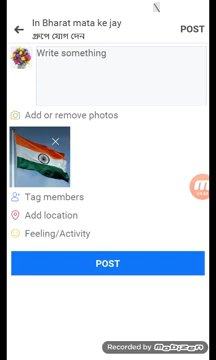 In Bharat mata ke jay
POST
গ্রুপে যোগ দেন
Write something
Add or remove photos
Tag members
Add location
Feeling/Activity
POST
Recorded by Mobizen